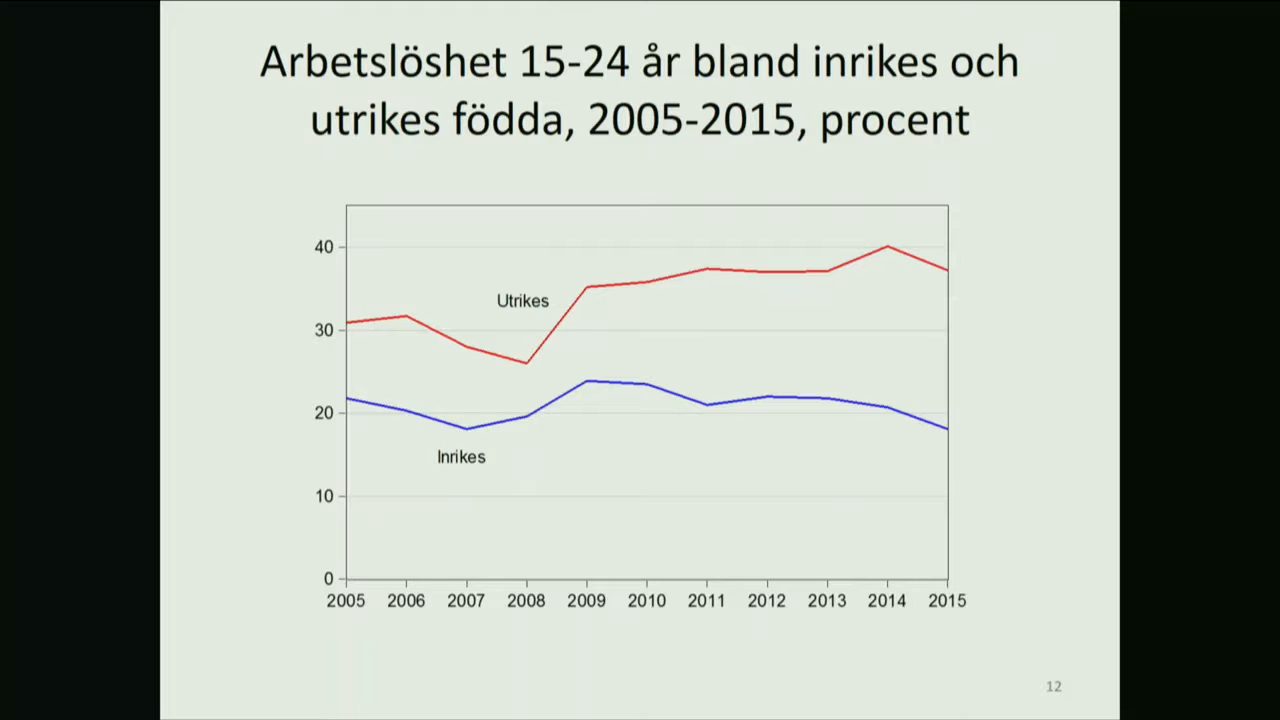 Arbetslöshet 15-24 år bland inrikes och
utrikes födda, 2005-2015, procent
40
Utrikes
30
20
Inrikes
10
0
2005 2006 2007 2008 2009 2010 2011 2012 2013 2014 2015
12